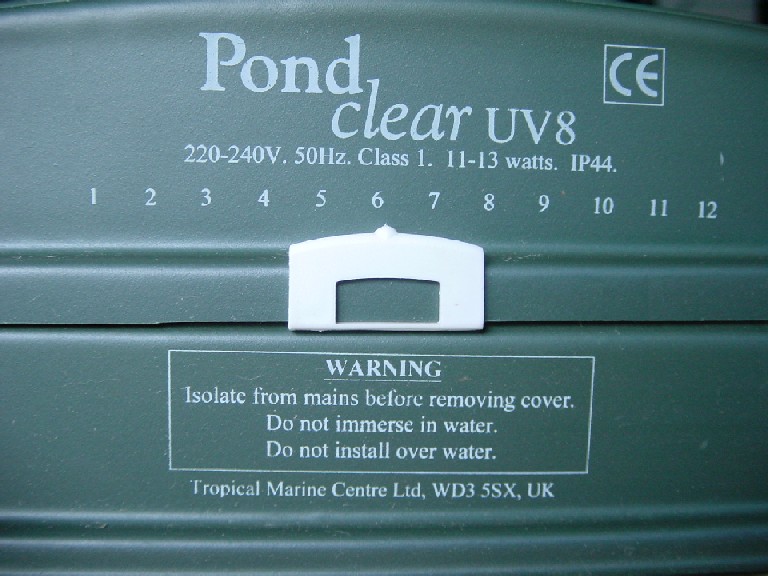 Pond
clear UV8
CE
220-240V. 50Hz. Class 1. 11-13 watts. IP44.
1 2 3 4 5 6 7 8 9 10 11 12
WARNING
Isolate from mains before removing cover.
Do not immerse in water.
Do not install over water.
Tropical Marine Centre Ltd, WD3 5SX, UK